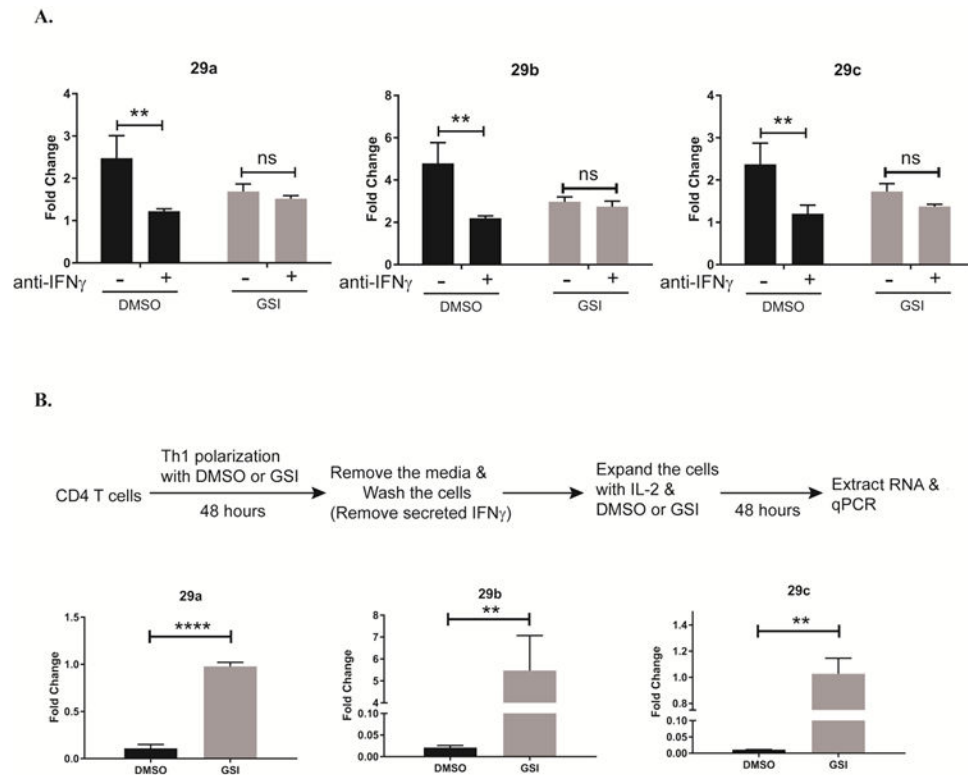 A.
29a
29b
29c
Fold Change
4
3
2
1
0
**
ns
anti-IFNγ
- + - +
DMSO GSI
Fold Change
8
6
4
2
0
**
ns
anti-IFNγ
- + - +
DMSO GSI
Fold Change
4
3
2
1
0
**
ns
anti-IFNγ
- + - +
DMSO GSI
B.
CD4 T cells
Th1 polarization
with DMSO or GSI
48 hours
Remove the media &
Wash the cells
(Remove secreted IFNγ)
Expand the cells
with IL-2 &
DMSO or GSI
48 hours
Extract RNA &
qPCR
29a
Fold Change
1.5
1.0
0.5
0.0
****
DMSO GSI
29b
Fold Change
8
7
6
5
4
0.10
0.05
0.00
**
DMSO GSI
29c
Fold Change
1.4
1.2
1.0
0.8
0.10
0.05
0.00
**
DMSO GSI